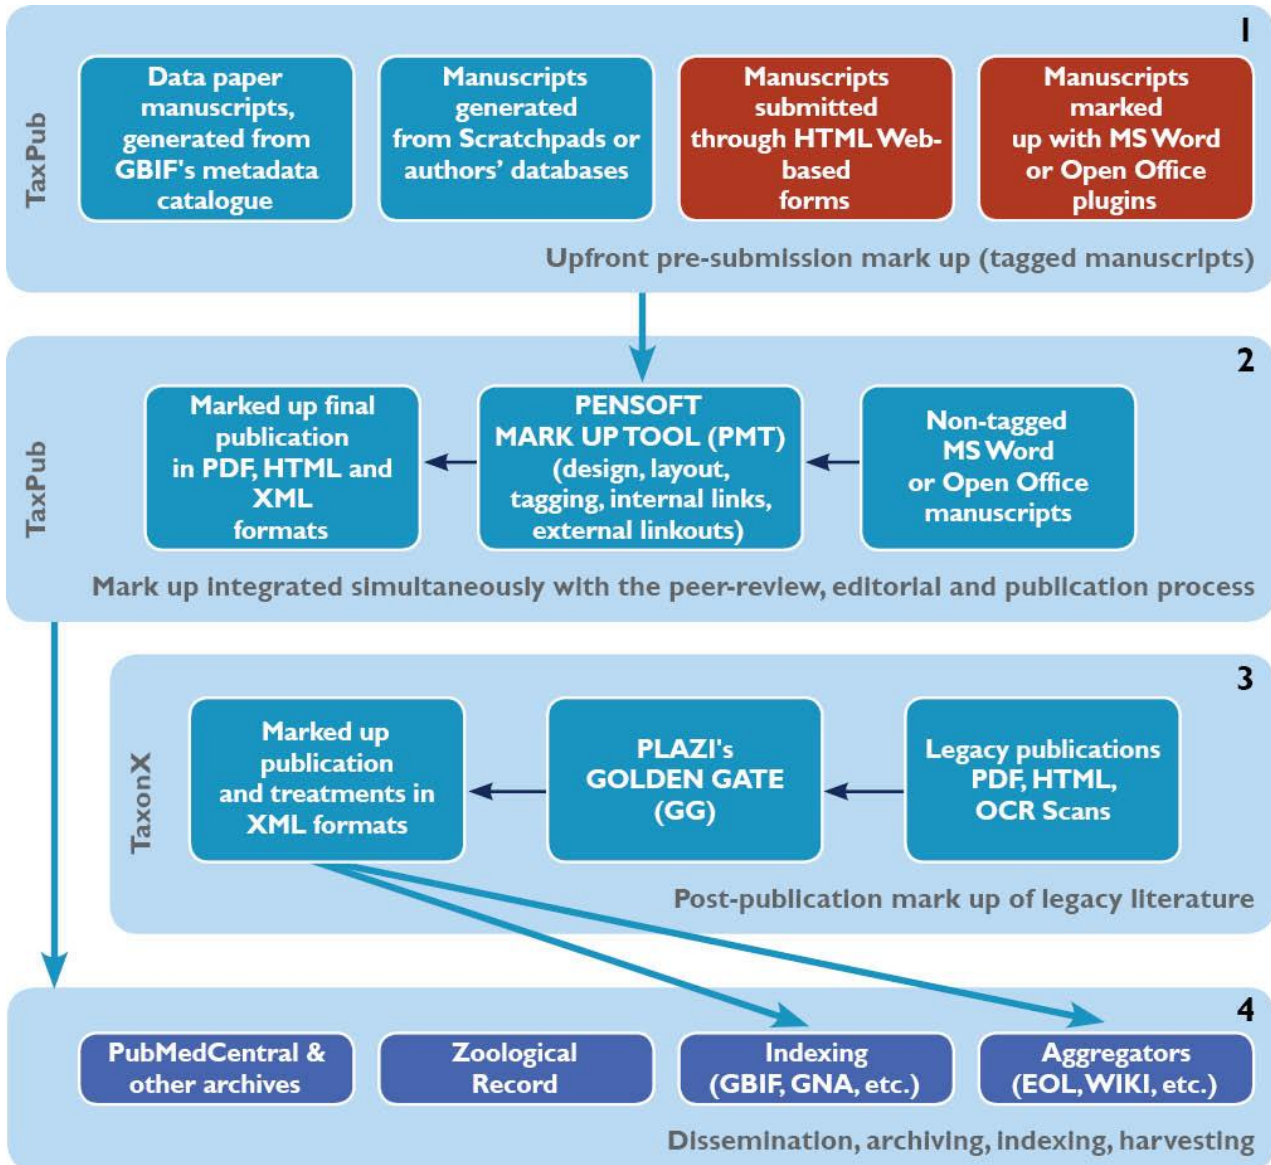 1
TaxPub
Data paper
manuscripts,
generated from
GBIF's metadata
catalogue
Manuscripts
generated
from Scratchpads or
authors’ databases
Manuscripts
submitted
through HTML Web-
based
forms
Manuscripts
marked
up with MS Word
or Open Office
plugins
Upfront pre-submission mark up (tagged manuscripts)
2
TaxPub
Marked up final
publication
in PDF, HTML and
XML
formats
PENSOFT
MARK UP TOOL (PMT)
(design, layout,
tagging, internal links,
external linkouts)
Non-tagged
MS Word
or Open Office
manuscripts
Mark up integrated simultaneously with the peer-review, editorial and publication process
3
TaxonX
Marked up
publication
and treatments in
XML formats
PLAZI's
GOLDEN GATE
(GG)
Legacy publications
PDF, HTML,
OCR Scans
Post-publication mark up of legacy literature
4
PubMedCentral &
other archives
Zoological
Record
Indexing
(GBIF, GNA, etc.)
Aggregators
(EOL, WIKI, etc.)
Dissemination, archiving, indexing, harvesting